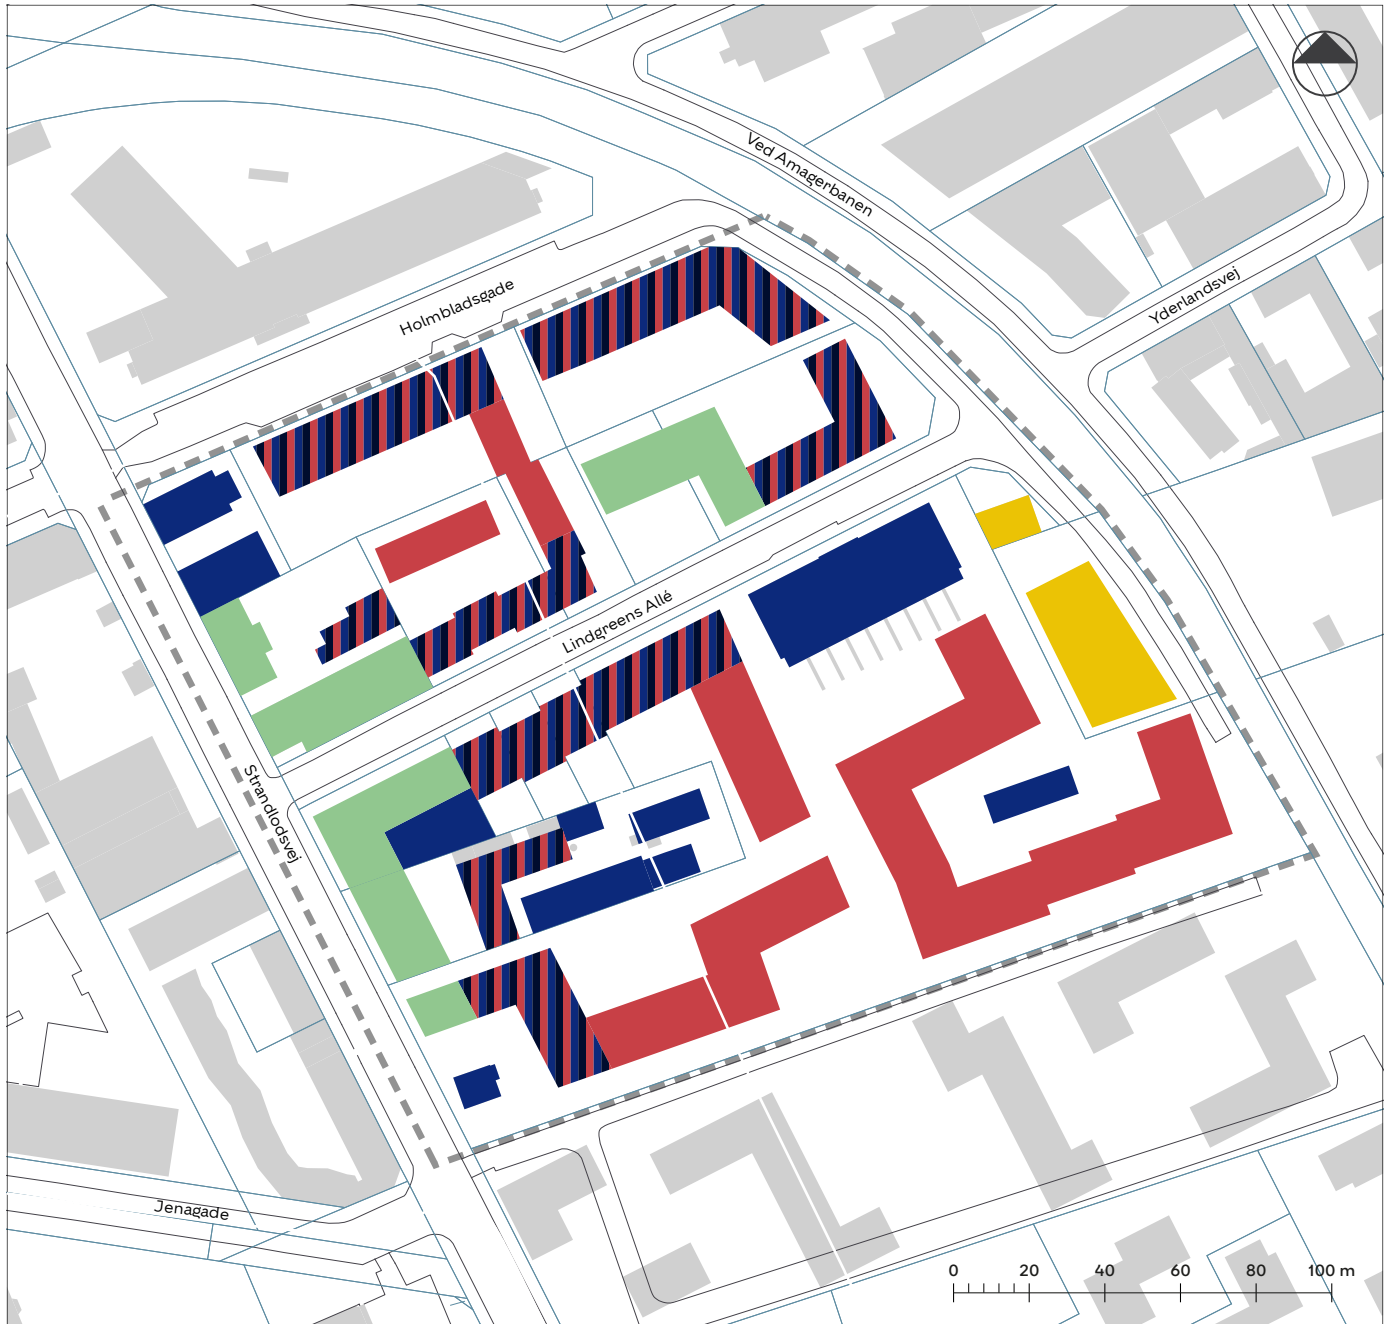 Ved Amagerbanen
Yderlandsvej
Holmbladsgade
Lindgreens Allé
Strandlodsvej
Jenagade
0 20 40 60 80 100 m